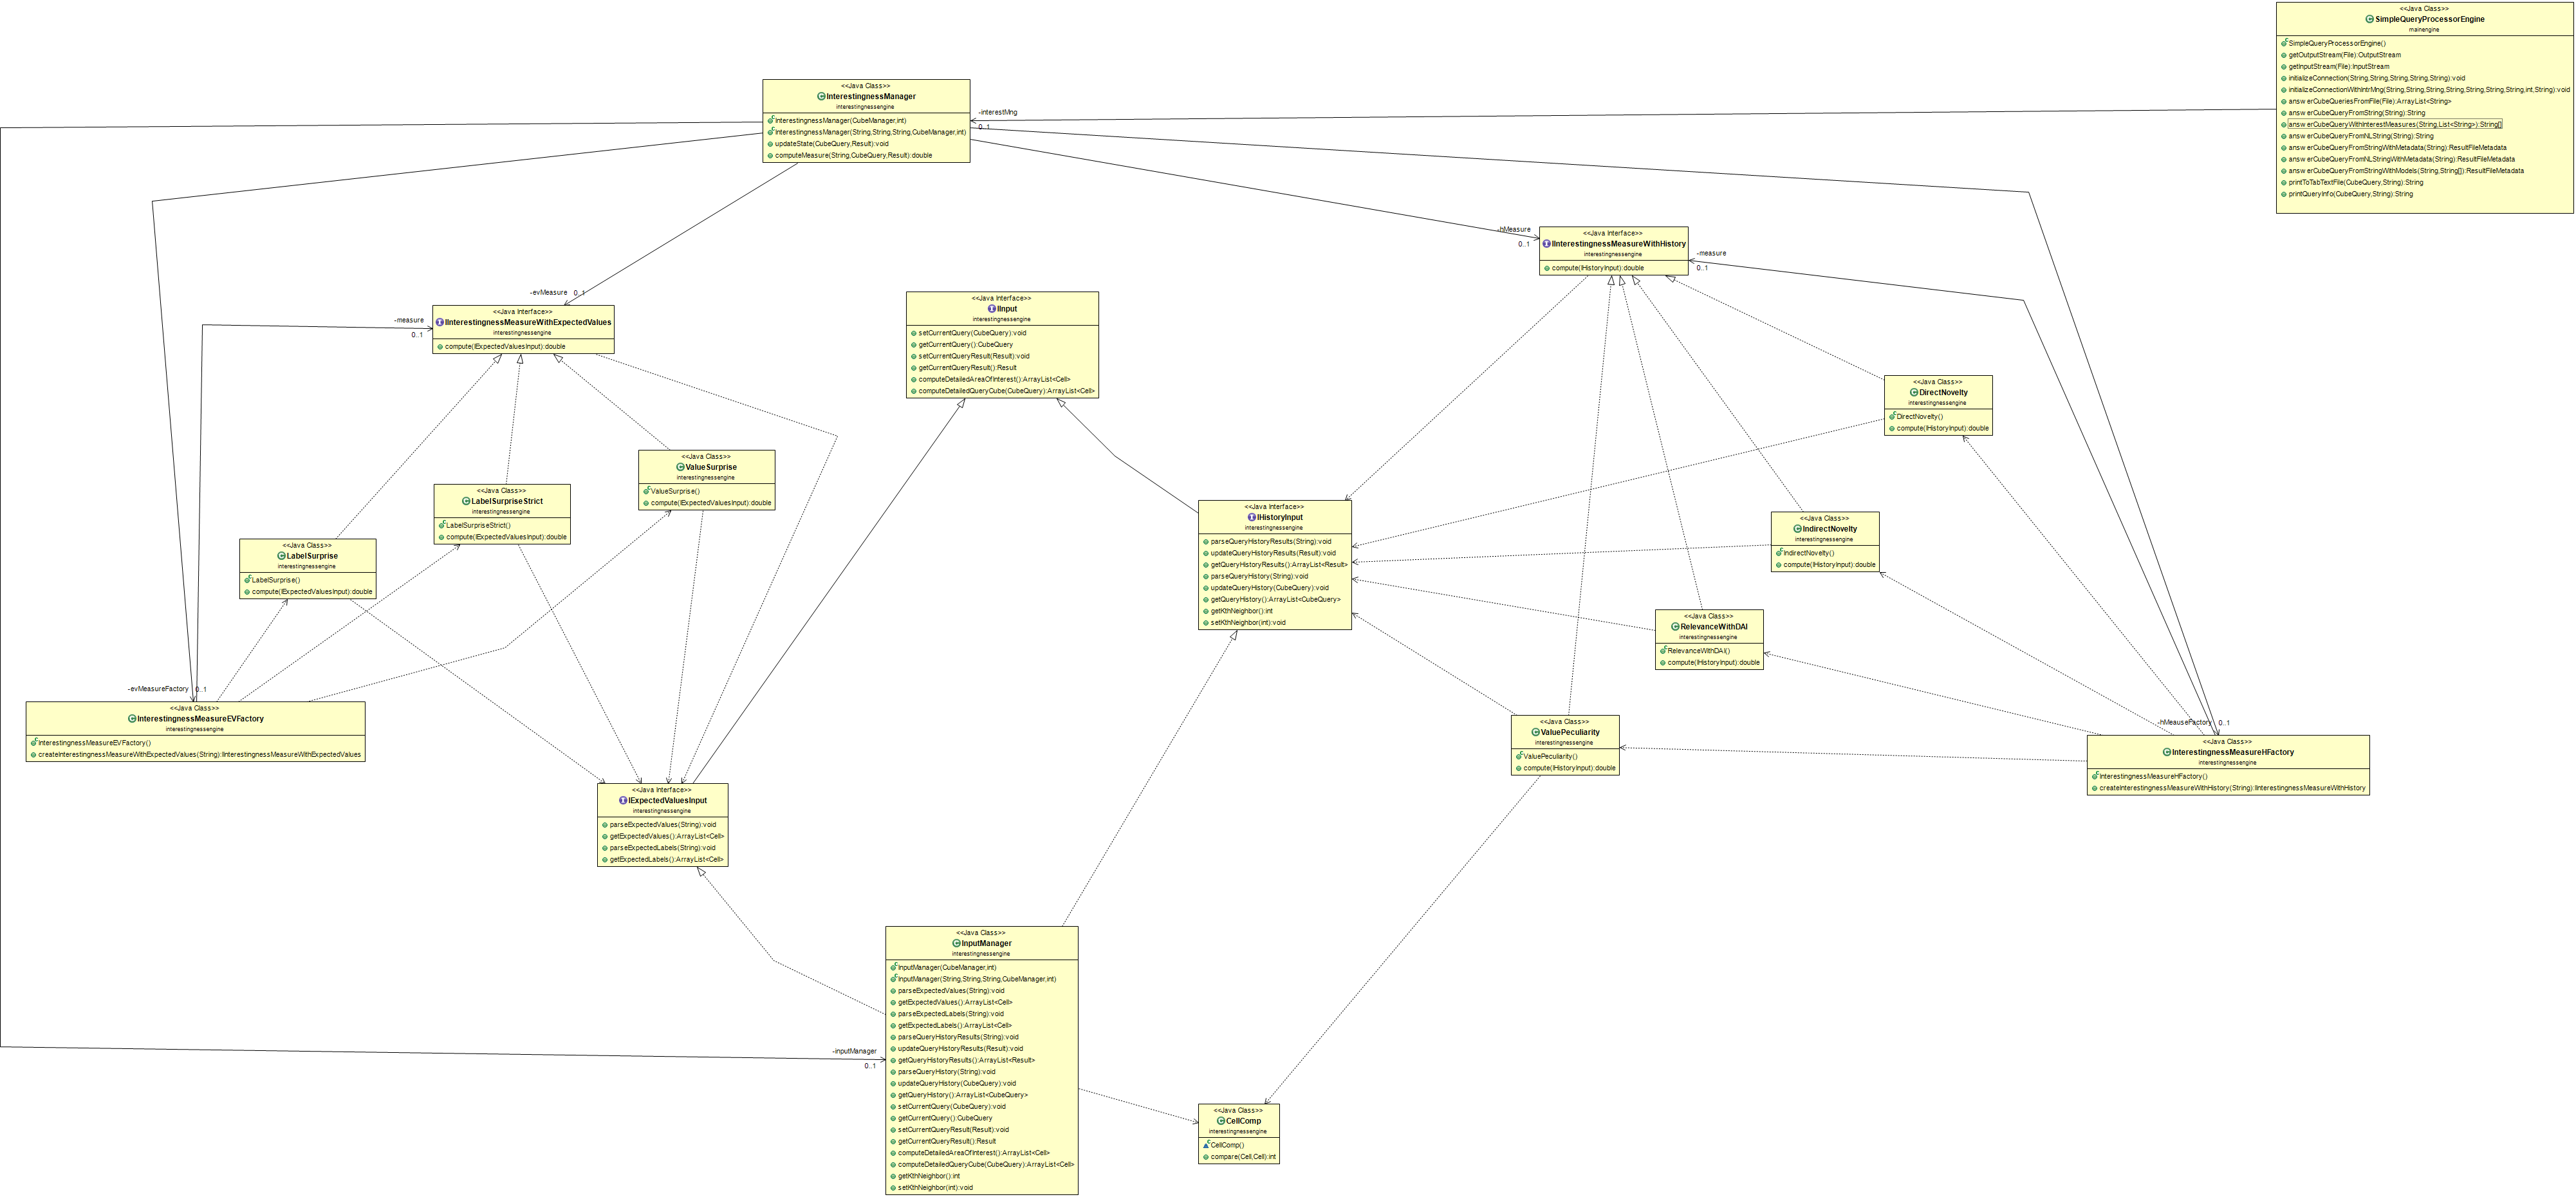 <<Java Class>>
SimpleQueryProcessorEngine
mainengine
SimpleQueryProcessorEngine()
getOutputStream(File):OutputStream
getInputStream(File):InputStream
initializeConnection(String,String,String,String,String):void
initializeConnectionWithIntrMng(String,String,String,String,String,String,String,int,String):void
answerCubeQueriesFromFile(File):ArrayList<String>
answerCubeQueryFromString(String):String
answerCubeQueryWithInterestMeasures(String,List<String>):String[]
answerCubeQueryFromNLString(String):String
answerCubeQueryFromStringWithMetadata(String):ResultFileMetadata
answerCubeQueryFromNLStringWithMetadata(String):ResultFileMetadata
answerCubeQueryFromStringWithModels(String,String[]):ResultFileMetadata
printToTabTextFile(CubeQuery,String):String
printQueryInfo(CubeQuery,String):String
<<Java Class>>
InterestingnessManager
interestingnessengine
InterestingnessManager(CubeManager,int)
InterestingnessManager(String,String,String,CubeManager,int)
updateState(CubeQuery,Result):void
computeMeasure(String,CubeQuery,Result):double
-interestMng
0..1
-hMeasure
0..1
<<Java Interface>>
IInterestingnessMeasureWithHistory
interestingnessengine
compute(IHistoryInput):double
-measure
0..1
-evMeasure 0..1
-measure
0..1
<<Java Interface>>
IInterestingnessMeasureWithExpectedValues
interestingnessengine
compute(IExpectedValuesInput):double
<<Java Interface>>
IInput
interestingnessengine
setCurrentQuery(CubeQuery):void
getCurrentQuery():CubeQuery
setCurrentQueryResult(Result):void
getCurrentQueryResult():Result
computeDetailedAreaOfInterest():ArrayList<Cell>
computeDetailedQueryCube(CubeQuery):ArrayList<Cell>
<<Java Class>>
DirectNovelty
interestingnessengine
DirectNovelty()
compute(IHistoryInput):double
<<Java Class>>
ValueSurprise
interestingnessengine
ValueSurprise()
compute(IExpectedValuesInput):double
<<Java Class>>
LabelSurpriseStrict
interestingnessengine
LabelSurpriseStrict()
compute(IExpectedValuesInput):double
<<Java Class>>
LabelSurprise
interestingnessengine
LabelSurprise()
compute(IExpectedValuesInput):double
<<Java Interface>>
IHistoryInput
interestingnessengine
parseQueryHistoryResults(String):void
updateQueryHistoryResults(Result):void
getQueryHistoryResults():ArrayList<Result>
parseQueryHistory(String):void
updateQueryHistory(CubeQuery):void
getQueryHistory():ArrayList<CubeQuery>
getKthNeighbor():int
setKthNeighbor(int):void
<<Java Class>>
IndirectNovelty
interestingnessengine
IndirectNovelty()
compute(IHistoryInput):double
<<Java Class>>
RelevanceWithDAI
interestingnessengine
RelevanceWithDAI()
compute(IHistoryInput):double
-evMeasureFactory 0..1
<<Java Class>>
InterestingnessMeasureEVFactory
interestingnessengine
InterestingnessMeasureEVFactory()
createInterestingnessMeasureWithExpectedValues(String):IInterestingnessMeasureWithExpectedValues
<<Java Class>>
ValuePeculiarity
interestingnessengine
ValuePeculiarity()
compute(IHistoryInput):double
-hMeauseFactory 0..1
<<Java Class>>
InterestingnessMeasureHFactory
interestingnessengine
InterestingnessMeasureHFactory()
createInterestingnessMeasureWithHistory(String):IInterestingnessMeasureWithHistory
<<Java Interface>>
IExpectedValuesInput
interestingnessengine
parseExpectedValues(String):void
getExpectedValues():ArrayList<Cell>
parseExpectedLabels(String):void
getExpectedLabels():ArrayList<Cell>
-inputManager
0..1
<<Java Class>>
InputManager
interestingnessengine
InputManager(CubeManager,int)
InputManager(String,String,String,CubeManager,int)
parseExpectedValues(String):void
getExpectedValues():ArrayList<Cell>
parseExpectedLabels(String):void
getExpectedLabels():ArrayList<Cell>
parseQueryHistoryResults(String):void
updateQueryHistoryResults(Result):void
getQueryHistoryResults():ArrayList<Result>
parseQueryHistory(String):void
updateQueryHistory(CubeQuery):void
getQueryHistory():ArrayList<CubeQuery>
setCurrentQuery(CubeQuery):void
getCurrentQuery():CubeQuery
setCurrentQueryResult(Result):void
getCurrentQueryResult():Result
computeDetailedAreaOfInterest():ArrayList<Cell>
computeDetailedQueryCube(CubeQuery):ArrayList<Cell>
getKthNeighbor():int
setKthNeighbor(int):void
<<Java Class>>
CellComp
interestingnessengine
CellComp()
compare(Cell,Cell):int